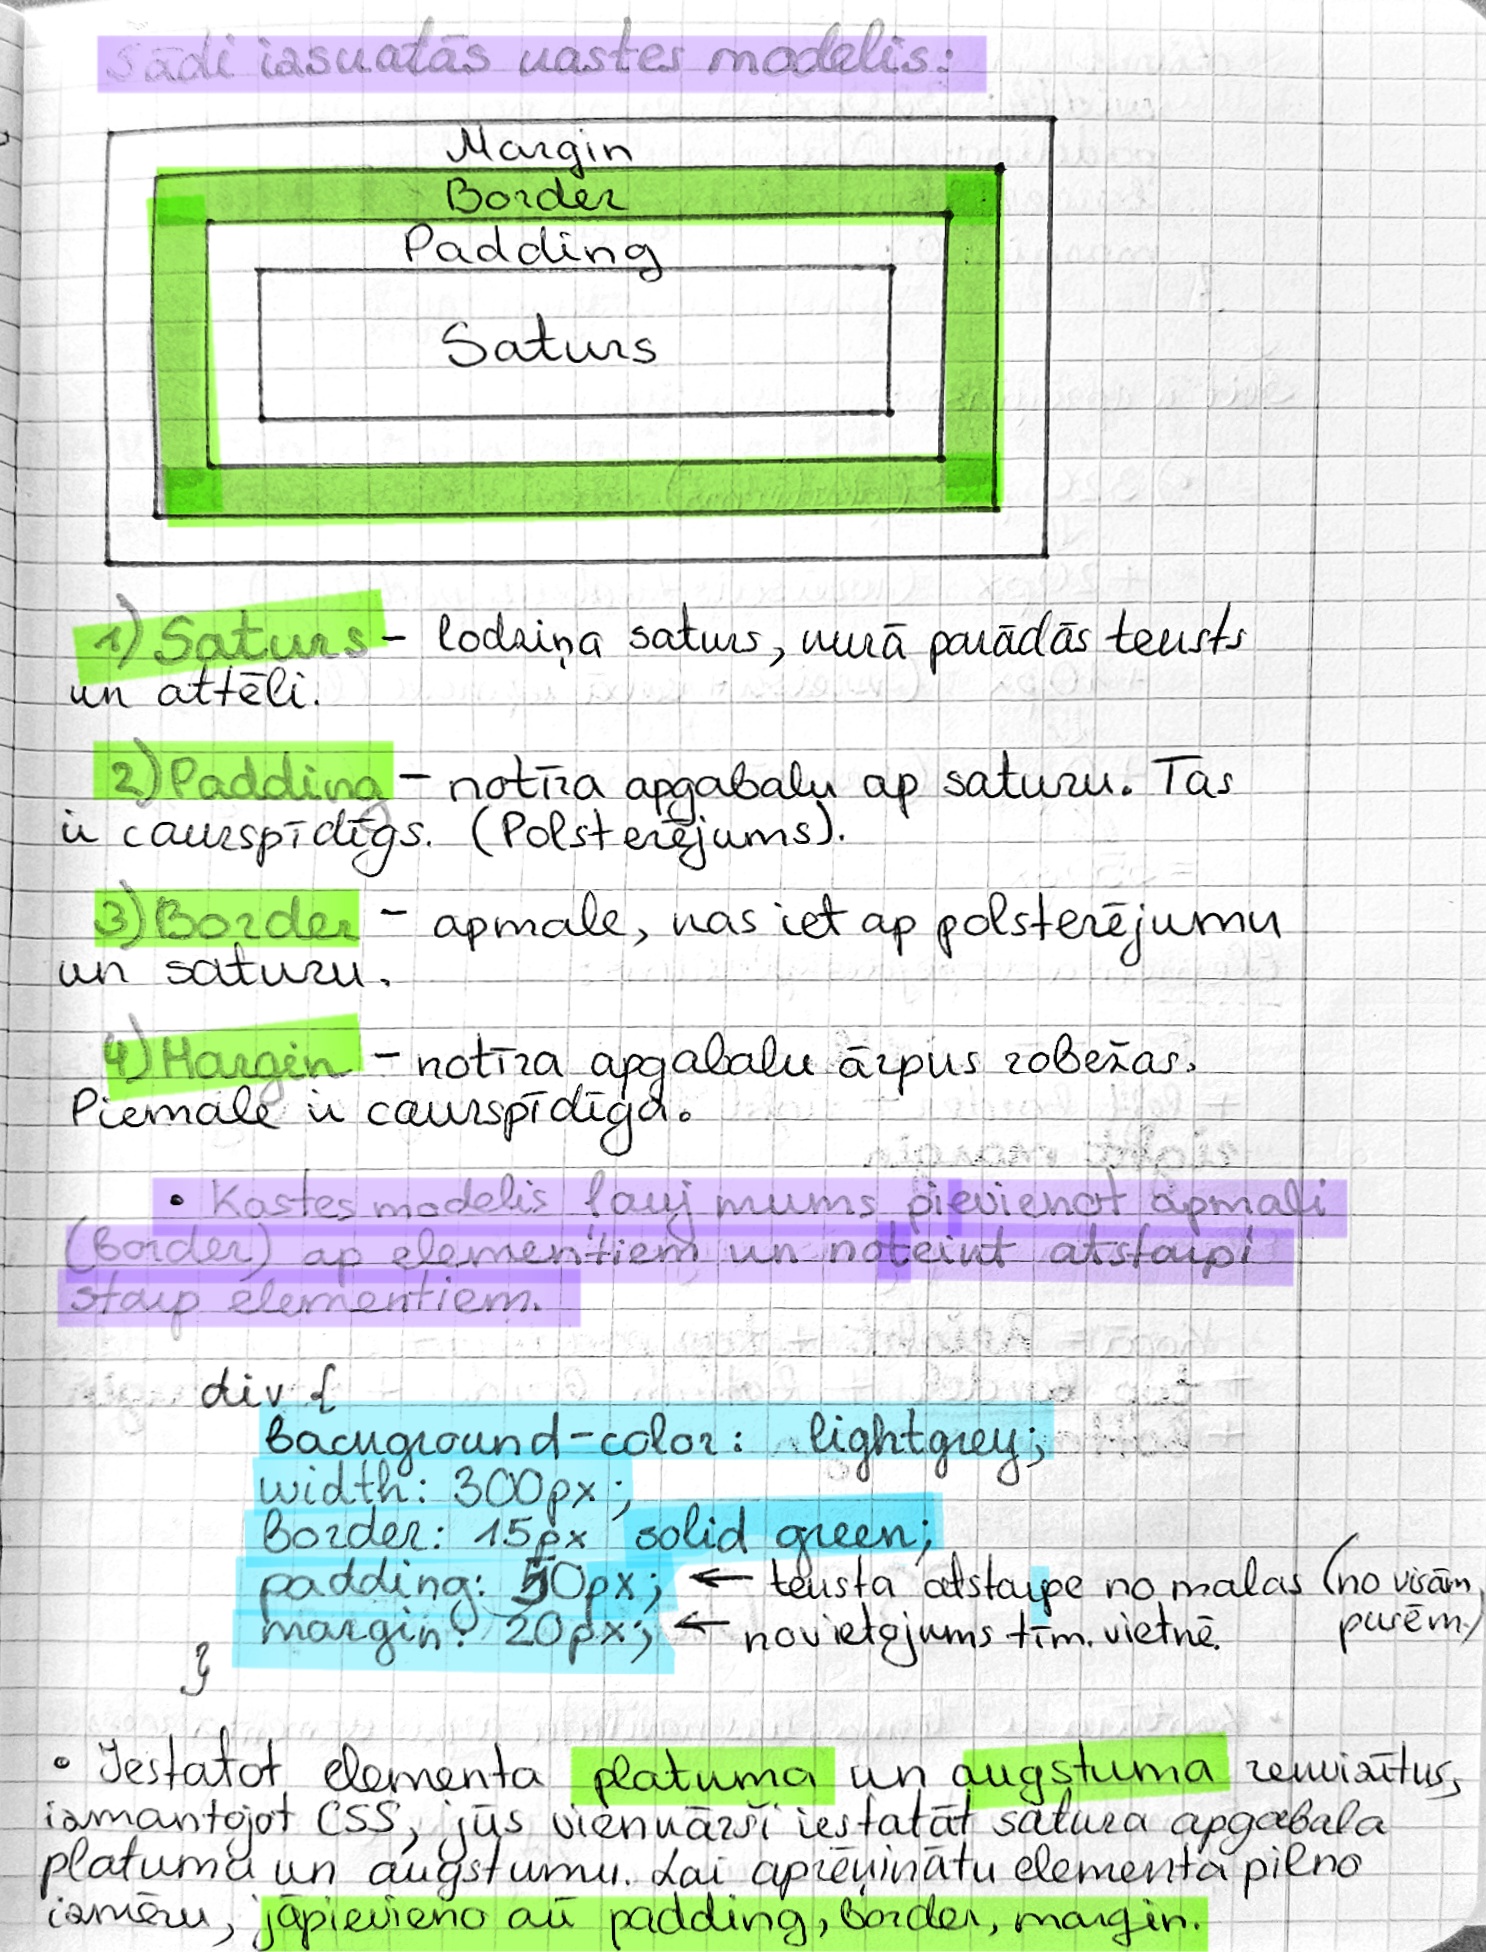 Šādi izskatās kastes modelis:
Margin
Border
Padding
Saturs
1) Saturs - lodziņa saturs, kurā parādās teksts
un attēli.
2) Padding - notīra apgabalu ap saturu. Tas
ir caurspīdīgs. (Polsterējums).
3) Border - apmale, kas iet ap polsterējumu
un saturu.
4) Margin - notīra apgabalu ārpus robežas.
Piemale ir caurspīdīga.
• Kastes modelis ļauj mums pievienot apmali
(Border) ap elementiem un noteikt atstarpi
starp elementiem.
div {
background-color: lightgrey;
width: 300px;
Border: 15px solid green;
padding: 50px; ← teksta atstarpe no malas (no visām
margin: 20px; ← novietojums tīm. vietnē. pusēm)
}
• Iestatot elementa platuma un augstuma rekvizītus,
izmantojot CSS, jūs vienkārši iestatāt satura apgabala
platumu un augstumu. Lai aprēķinātu elementa pilno
izmēru, jāpievieno arī padding, border, margin.